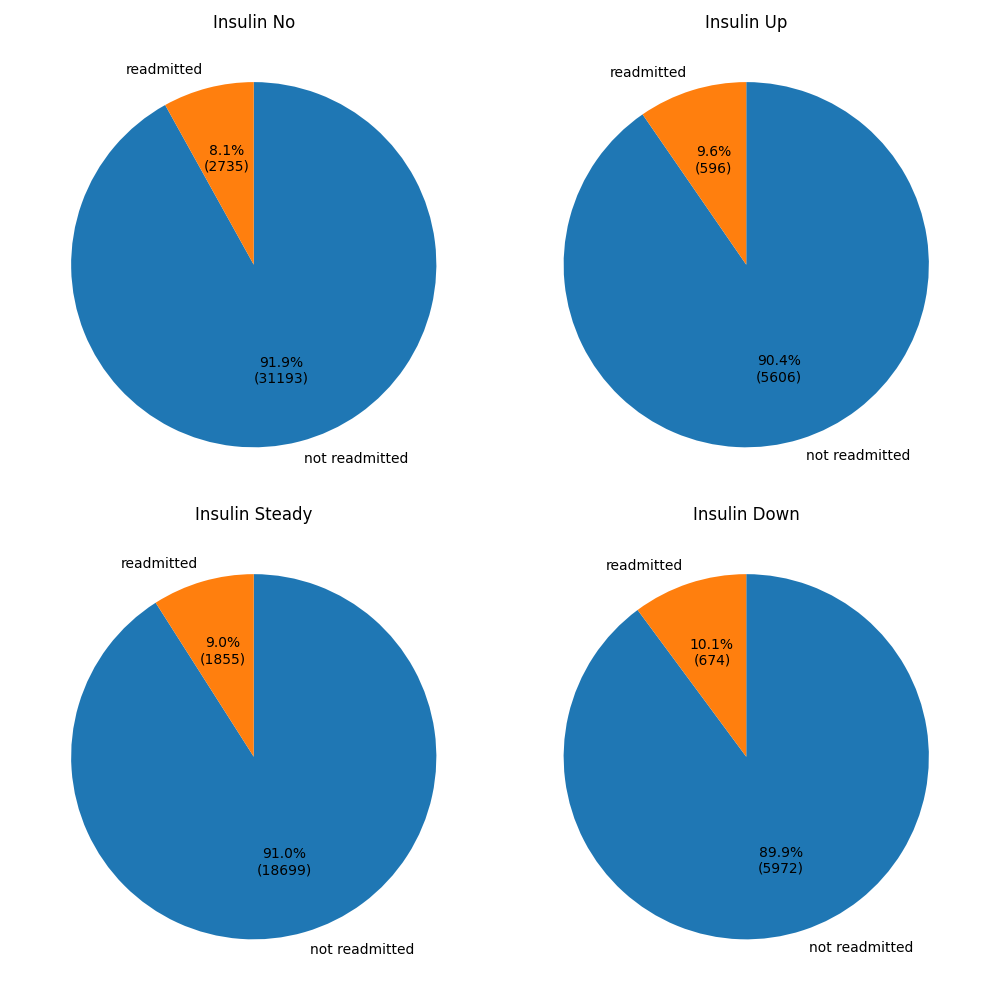 Insulin No
readmitted
8.1%
(2735)
91.9%
(31193)
not readmitted
Insulin Up
readmitted
9.6%
(596)
90.4%
(5606)
not readmitted
Insulin Steady
readmitted
9.0%
(1855)
91.0%
(18699)
not readmitted
Insulin Down
readmitted
10.1%
(674)
89.9%
(5972)
not readmitted